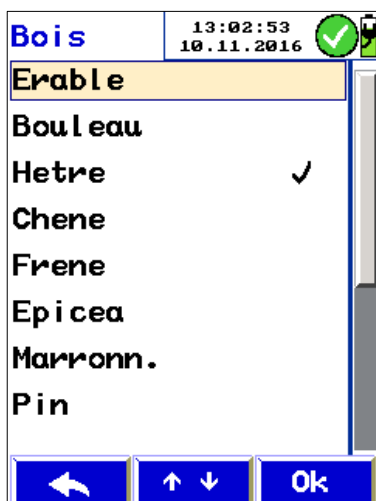 Bois
13:02:53
10.11.2016
Erable
Bouleau
Hetre
Chene
Frene
Epicea
Marronn.
Pin
Ok